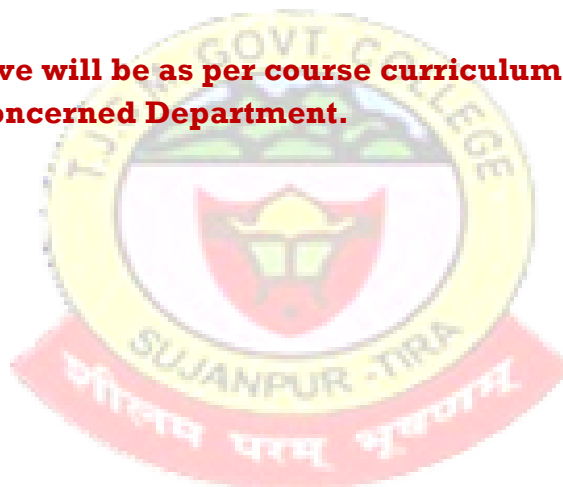 ve will be as per course curriculum
oncerned Department.
GOVT. COLLEGE
SUJANPUR -TIRA
शीलम परम् भूषणम्